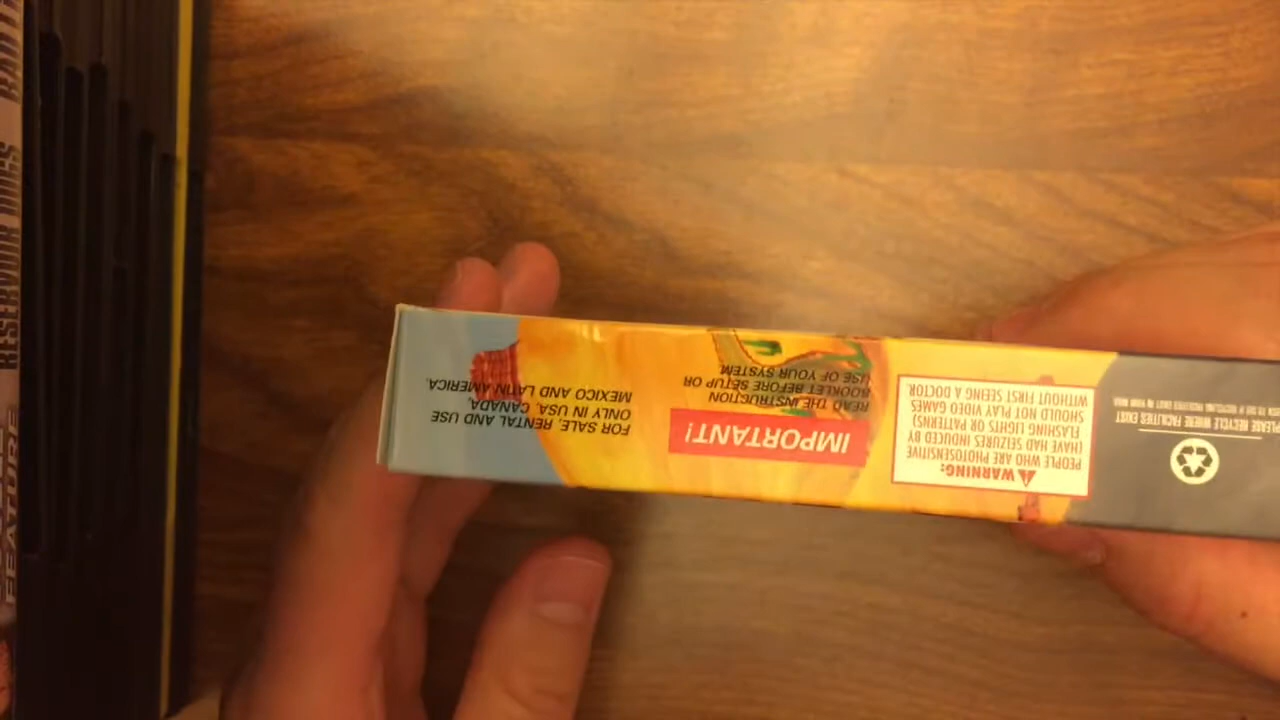 FOR SALE, RENTAL AND USE
ONLY IN USA, CANADA,
MEXICO AND LATIN AMERICA.
IMPORTANT!
READ THE INSTRUCTION
BOOKLET BEFORE SETUP OR
USE OF YOUR SYSTEM
WARNING:
PEOPLE WHO ARE PHOTOSENSITIVE
(HAVE HAD SEIZURES INDUCED BY
FLASHING LIGHTS OR PATTERNS)
SHOULD NOT PLAY VIDEO GAMES
WITHOUT FIRST SEEING A DOCTOR.
PLEASE RECYCLE WHERE FACILITIES EXIST
RESERVOIR DOGS
FEATURE